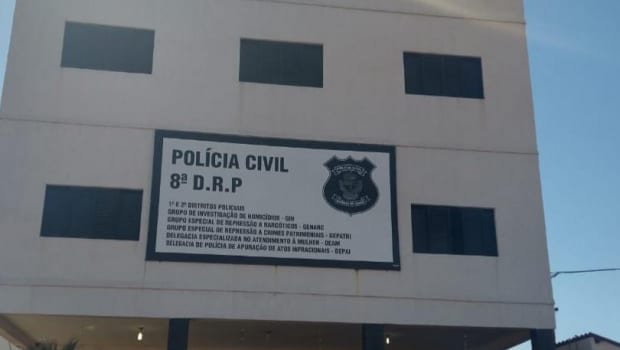 POLÍCIA CIVIL
8ª D.R.P
1º E 2º DISTRITOS POLICIAIS
GRUPO DE INVESTIGAÇÃO DE HOMICÍDIOS - GIH
GRUPO ESPECIAL DE REPRESSÃO A NARCÓTICOS - GENARC
GRUPO ESPECIAL DE REPRESSÃO A CRIMES PATRIMONIAIS - GEPATRI
DELEGACIA ESPECIALIZADA NO ATENDIMENTO À MULHER - DEAM
DELEGACIA DE POLÍCIA DE APURAÇÃO DE ATOS INFRACIONAIS - DEPAI